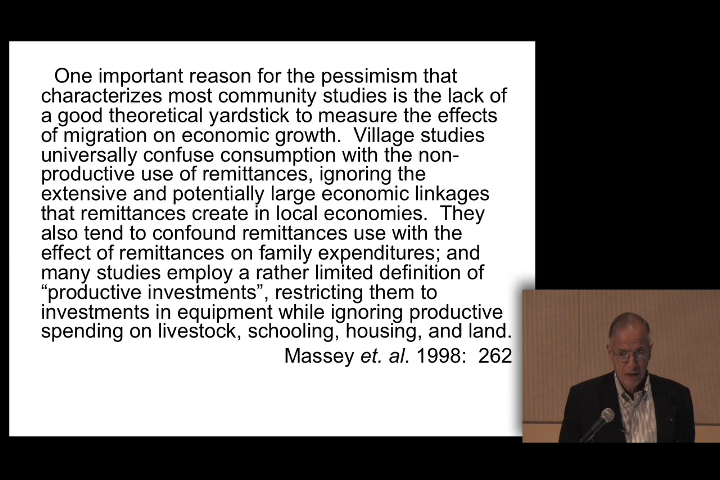 One important reason for the pessimism that
characterizes most community studies is the lack of
a good theoretical yardstick to measure the effects
of migration on economic growth.  Village studies
universally confuse consumption with the non-
productive use of remittances, ignoring the
extensive and potentially large economic linkages
that remittances create in local economies.  They
also tend to confound remittances use with the
effect of remittances on family expenditures; and
many studies employ a rather limited definition of
“productive investments”, restricting them to
investments in equipment while ignoring productive
spending on livestock, schooling, housing, and land.
Massey et. al. 1998:  262